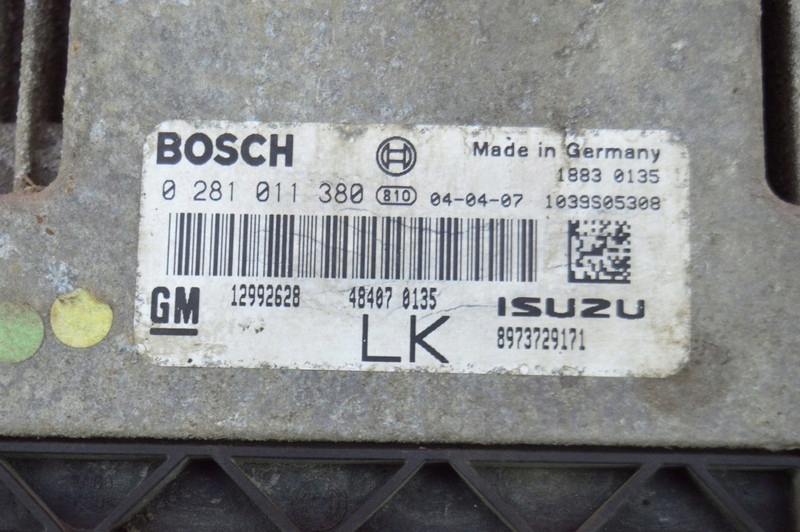 BOSCH Made in Germany
1883 0135
0 281 011 380 810 04-04-07 1039S05308
GM 12992628 48407 0135 ISUZU
LK 8973729171